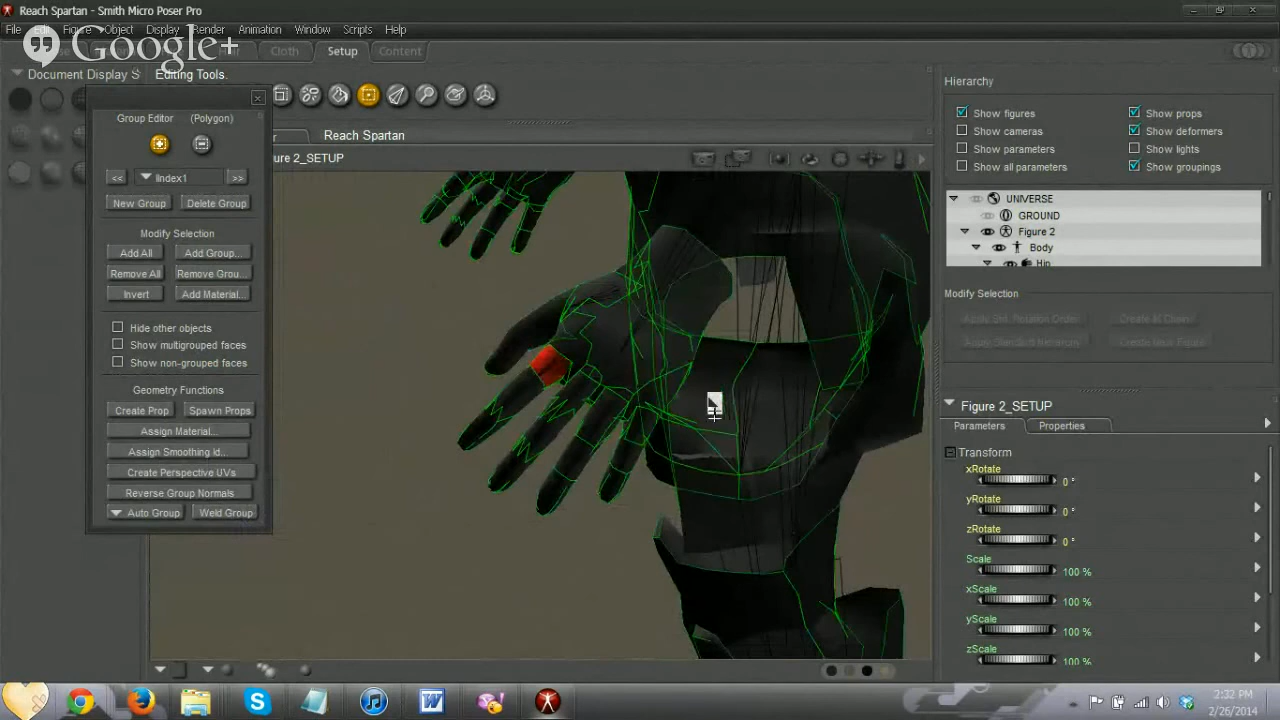 Reach Spartan - Smith Micro Poser Pro
File Edit Figure Object Display Render Animation Window Scripts Help
Google+
Cloth Setup Content
Document Display S
Editing Tools.
Group Editor (Polygon)
Reach Spartan
Figure 2_SETUP
<< lIndex1 >>
New Group Delete Group
Modify Selection
Add All Add Group...
Remove All Remove Grou...
Invert Add Material...
Hide other objects
Show multigrouped faces
Show non-grouped faces
Geometry Functions
Create Prop Spawn Props
Assign Material...
Assign Smoothing Id...
Create Perspective UVs
Reverse Group Normals
Auto Group Weld Group
Hierarchy
Show figures Show props
Show cameras Show deformers
Show parameters Show lights
Show all parameters Show groupings
UNIVERSE
GROUND
Figure 2
Body
Hip
Modify Selection
Apply Std. Rotation Order Create IK Chain
Apply Standard Hierarchy Create New Figure
Figure 2_SETUP
Parameters Properties
Transform
xRotate
0 °
yRotate
0 °
zRotate
0 °
Scale
100 %
xScale
100 %
yScale
100 %
zScale
100 %
2:32 PM
2/26/2014